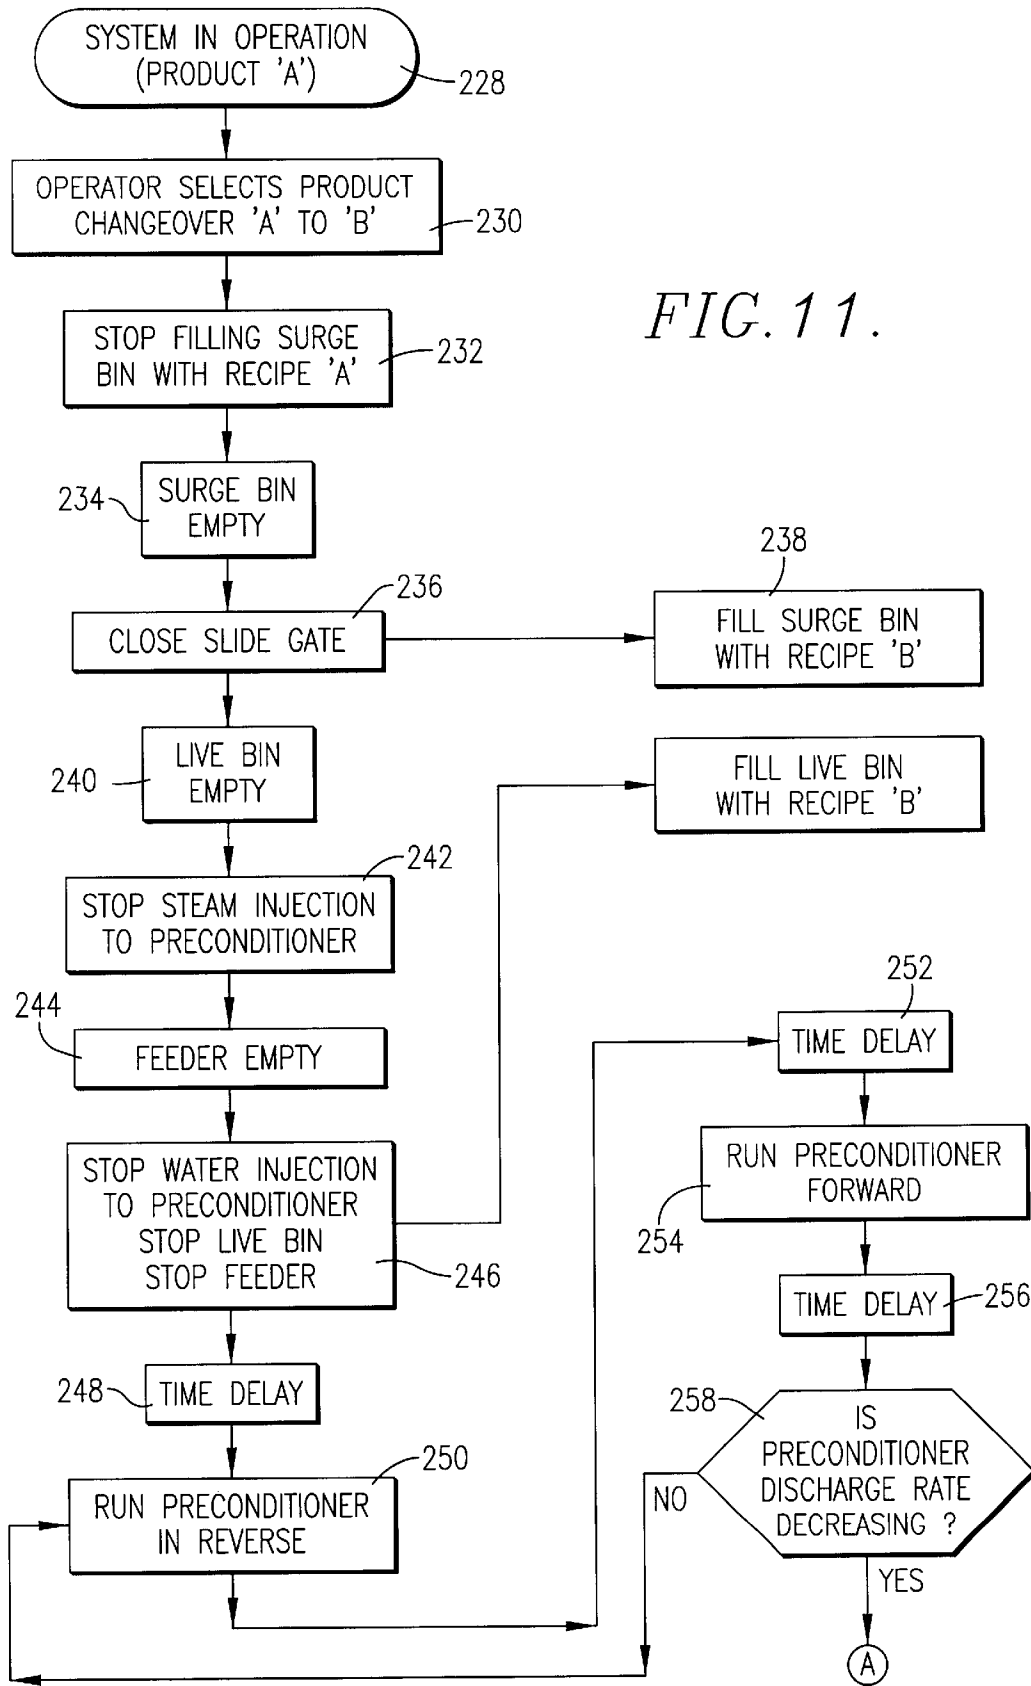 SYSTEM IN OPERATION
(PRODUCT 'A')
228
OPERATOR SELECTS PRODUCT
CHANGEOVER 'A' TO 'B'
230
FIG. 11.
STOP FILLING SURGE
BIN WITH RECIPE 'A'
232
234
SURGE BIN
EMPTY
236
CLOSE SLIDE GATE
238
FILL SURGE BIN
WITH RECIPE 'B'
240
LIVE BIN
EMPTY
FILL LIVE BIN
WITH RECIPE 'B'
242
STOP STEAM INJECTION
TO PRECONDITIONER
244
FEEDER EMPTY
STOP WATER INJECTION
TO PRECONDITIONER
STOP LIVE BIN
STOP FEEDER
246
248
TIME DELAY
250
RUN PRECONDITIONER
IN REVERSE
252
TIME DELAY
RUN PRECONDITIONER
FORWARD
254
TIME DELAY
256
258
IS
PRECONDITIONER
DISCHARGE RATE
DECREASING ?
NO
YES
A